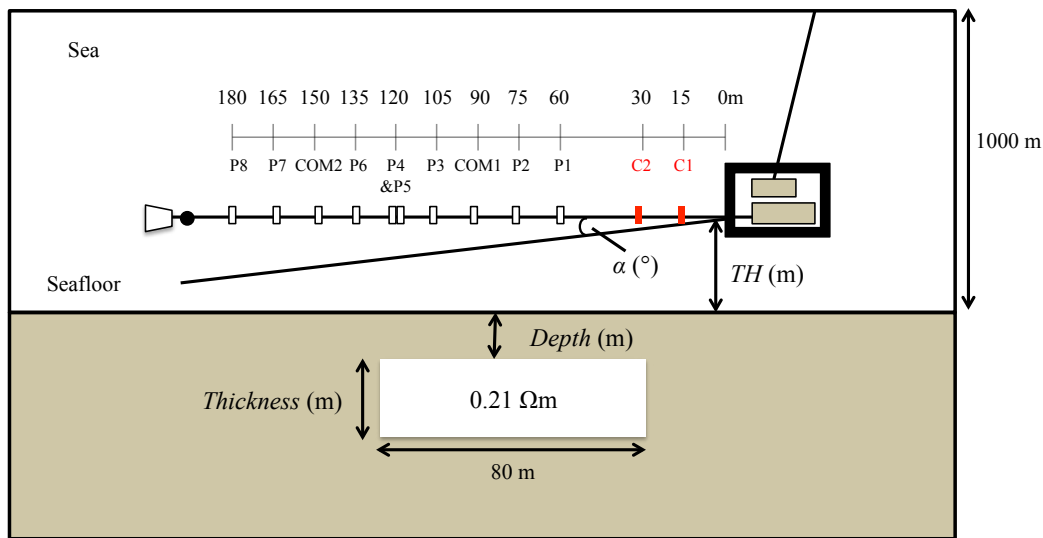 Sea
180 165 150 135 120 105 90 75 60 30 15 0m
1000 m
P8 P7 COM2 P6 P4 P3 COM1 P2 P1 C2 C1
&P5
α (°)
TH (m)
Seafloor
Depth (m)
Thickness (m)
0.21 Ωm
80 m